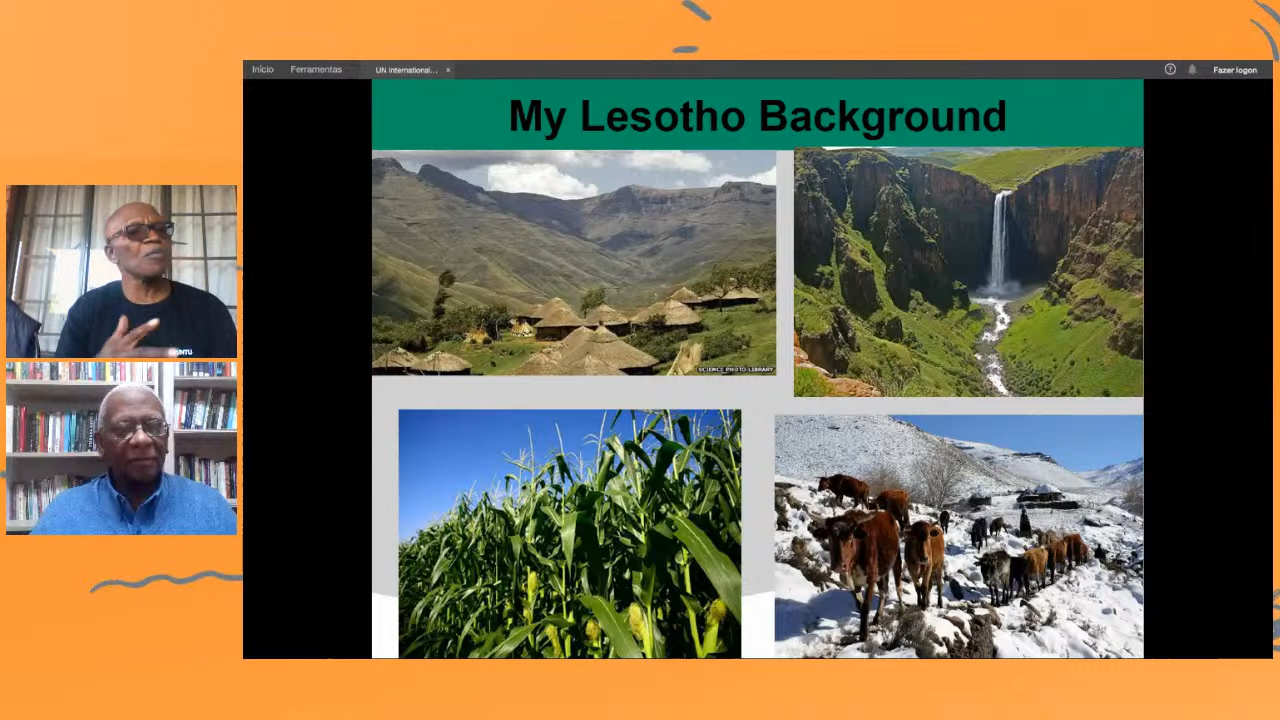 Início Ferramentas UN International... ×
? Fazer logon
My Lesotho Background
SCIENCE PHOTO LIBRARY